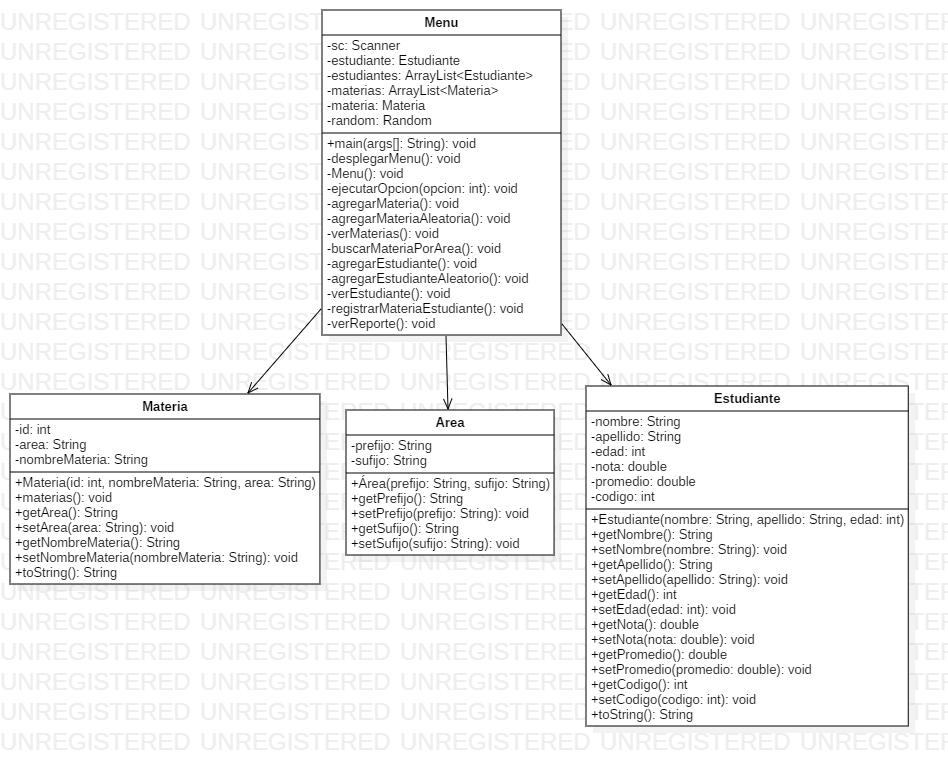 Menu
-sc: Scanner
-estudiante: Estudiante
-estudiantes: ArrayList<Estudiante>
-materias: ArrayList<Materia>
-materia: Materia
-random: Random
+main(args[]: String): void
-desplegarMenu(): void
-Menu(): void
-ejecutarOpcion(opcion: int): void
-agregarMateria(): void
-agregarMateriaAleatoria(): void
-verMaterias(): void
-buscarMateriaPorArea(): void
-agregarEstudiante(): void
-agregarEstudianteAleatorio(): void
-verEstudiante(): void
-registrarMateriaEstudiante(): void
-verReporte(): void
Materia
-id: int
-area: String
-nombreMateria: String
+Materia(id: int, nombreMateria: String, area: String)
+materias(): void
+getArea(): String
+setArea(area: String): void
+getNombreMateria(): String
+setNombreMateria(nombreMateria: String): void
+toString(): String
Area
-prefijo: String
-sufijo: String
+Área(prefijo: String, sufijo: String)
+getPrefijo(): String
+setPrefijo(prefijo: String): void
+getSufijo(): String
+setSufijo(sufijo: String): void
Estudiante
-nombre: String
-apellido: String
-edad: int
-nota: double
-promedio: double
-codigo: int
+Estudiante(nombre: String, apellido: String, edad: int)
+getNombre(): String
+setNombre(nombre: String): void
+getApellido(): String
+setApellido(apellido: String): void
+getEdad(): int
+setEdad(edad: int): void
+getNota(): double
+setNota(nota: double): void
+getPromedio(): double
+setPromedio(promedio: double): void
+getCodigo(): int
+setCodigo(codigo: int): void
+toString(): String